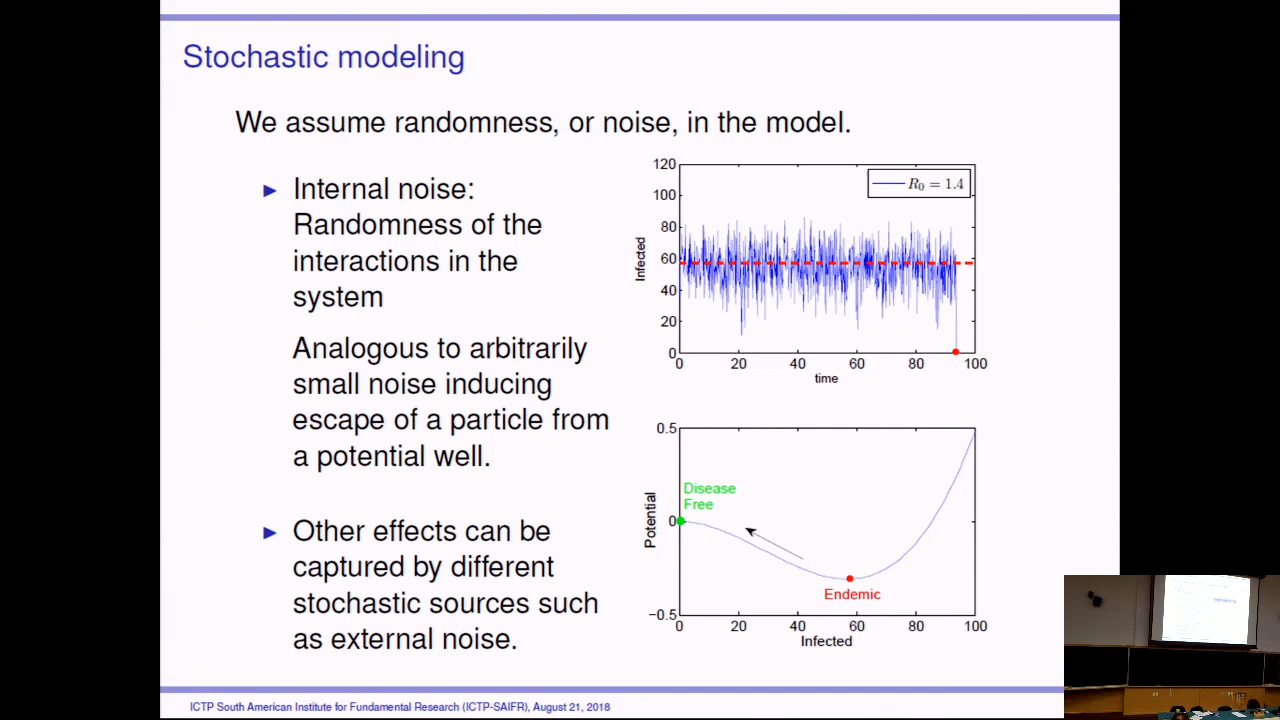 Stochastic modeling
We assume randomness, or noise, in the model.
► Internal noise:
Randomness of the
interactions in the
system
Analogous to arbitrarily
small noise inducing
escape of a particle from
a potential well.
► Other effects can be
captured by different
stochastic sources such
as external noise.
120
100
80
60
40
20
0
Infected
R₀ = 1.4
0 20 40 60 80 100
time
0.5
0
−0.5
Potential
Disease
Free
Endemic
0 20 40 60 80 100
Infected
ICTP South American Institute for Fundamental Research (ICTP-SAIFR), August 21, 2018